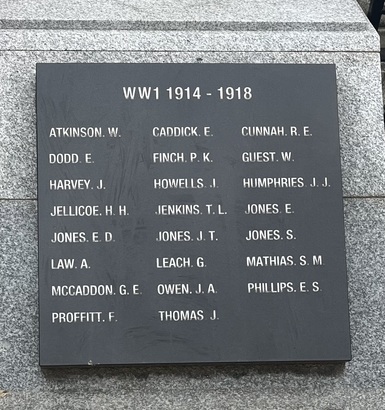 WW1 1914 - 1918
ATKINSON. W. CADDICK. E. CUNNAH. R. E.
DODD. E. FINCH. P. K. GUEST. W.
HARVEY. J. HOWELLS. J. HUMPHRIES. J. J.
JELLICOE. H. H. JENKINS. T. L. JONES. E.
JONES. E. D. JONES. J. T. JONES. S.
LAW. A. LEACH. G. MATHIAS. S. M.
MCCADDON. G. E. OWEN. J. A. PHILLIPS. E. S.
PROFFITT. F. THOMAS. J.